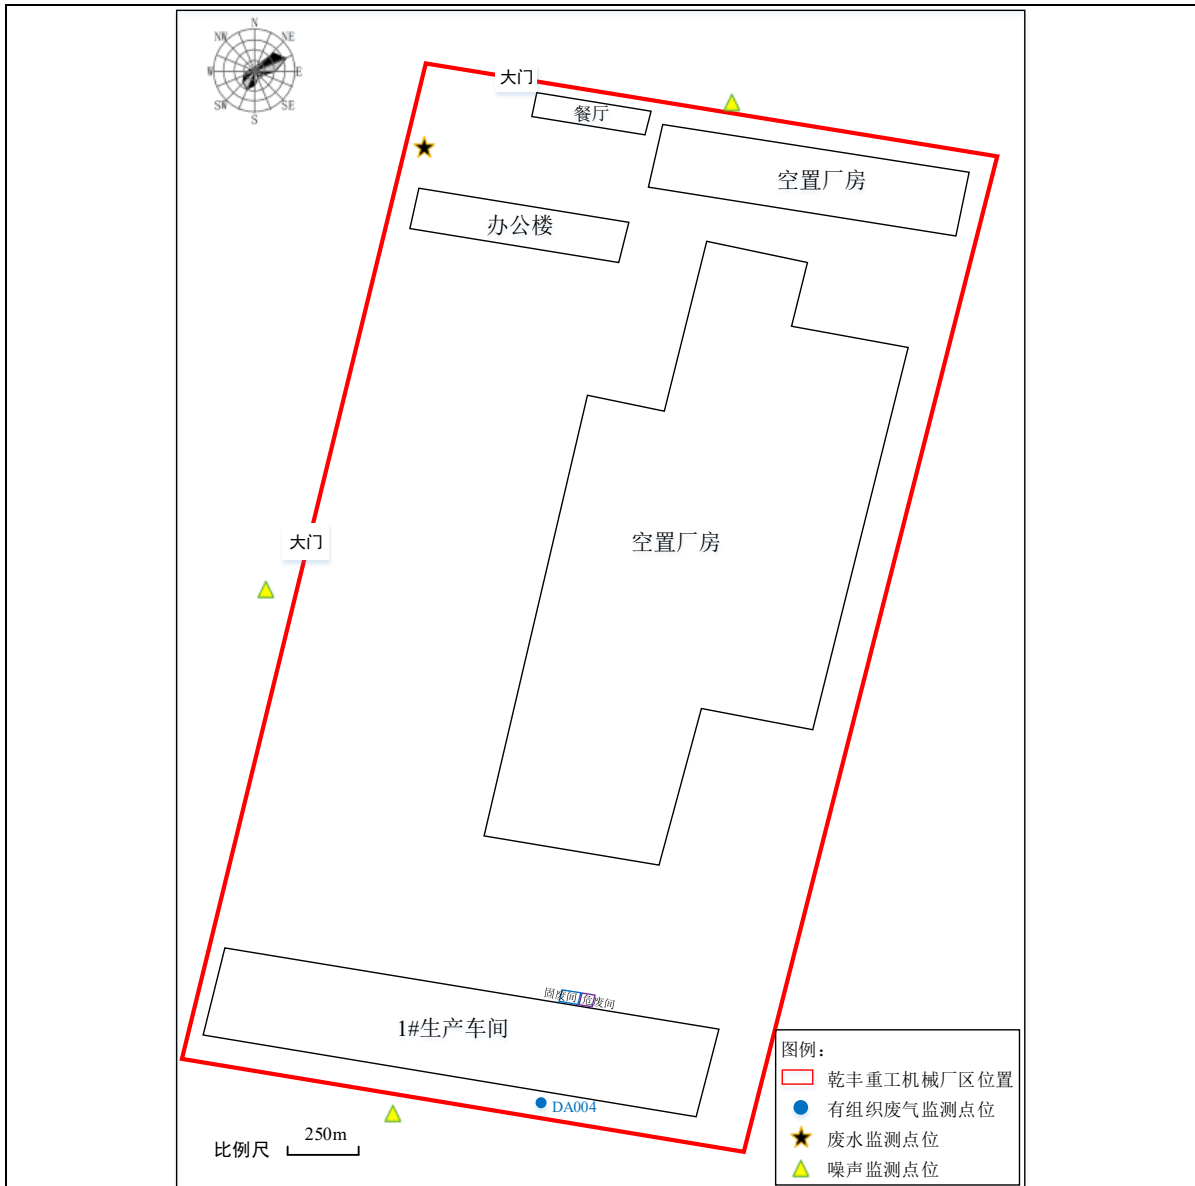 N
NW
NE
W
E
SW
SE
S
大门
餐厅
空置厂房
办公楼
空置厂房
大门
固废间
危废间
1#生产车间
DA004
250m
比例尺
图例：
乾丰重工机械厂区位置
有组织废气监测点位
废水监测点位
噪声监测点位